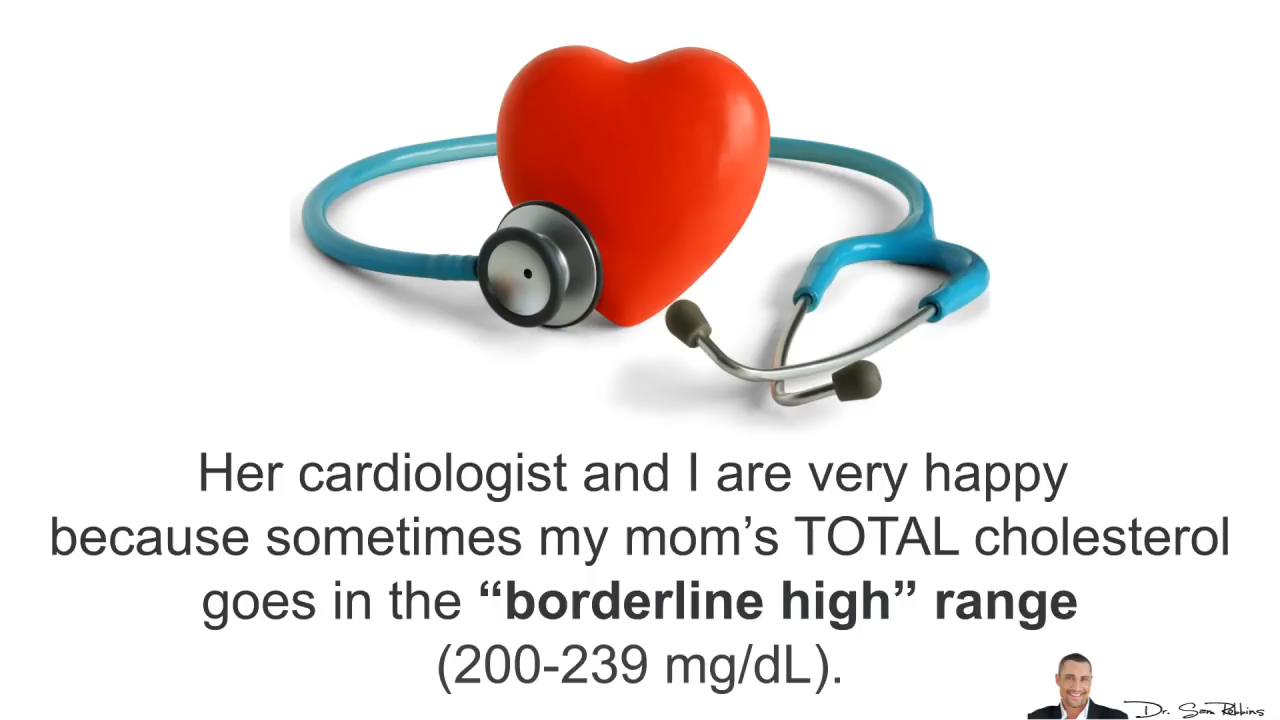 Her cardiologist and I are very happy
because sometimes my mom’s TOTAL cholesterol
goes in the “borderline high” range
(200-239 mg/dL).
Dr. Sam Robbins